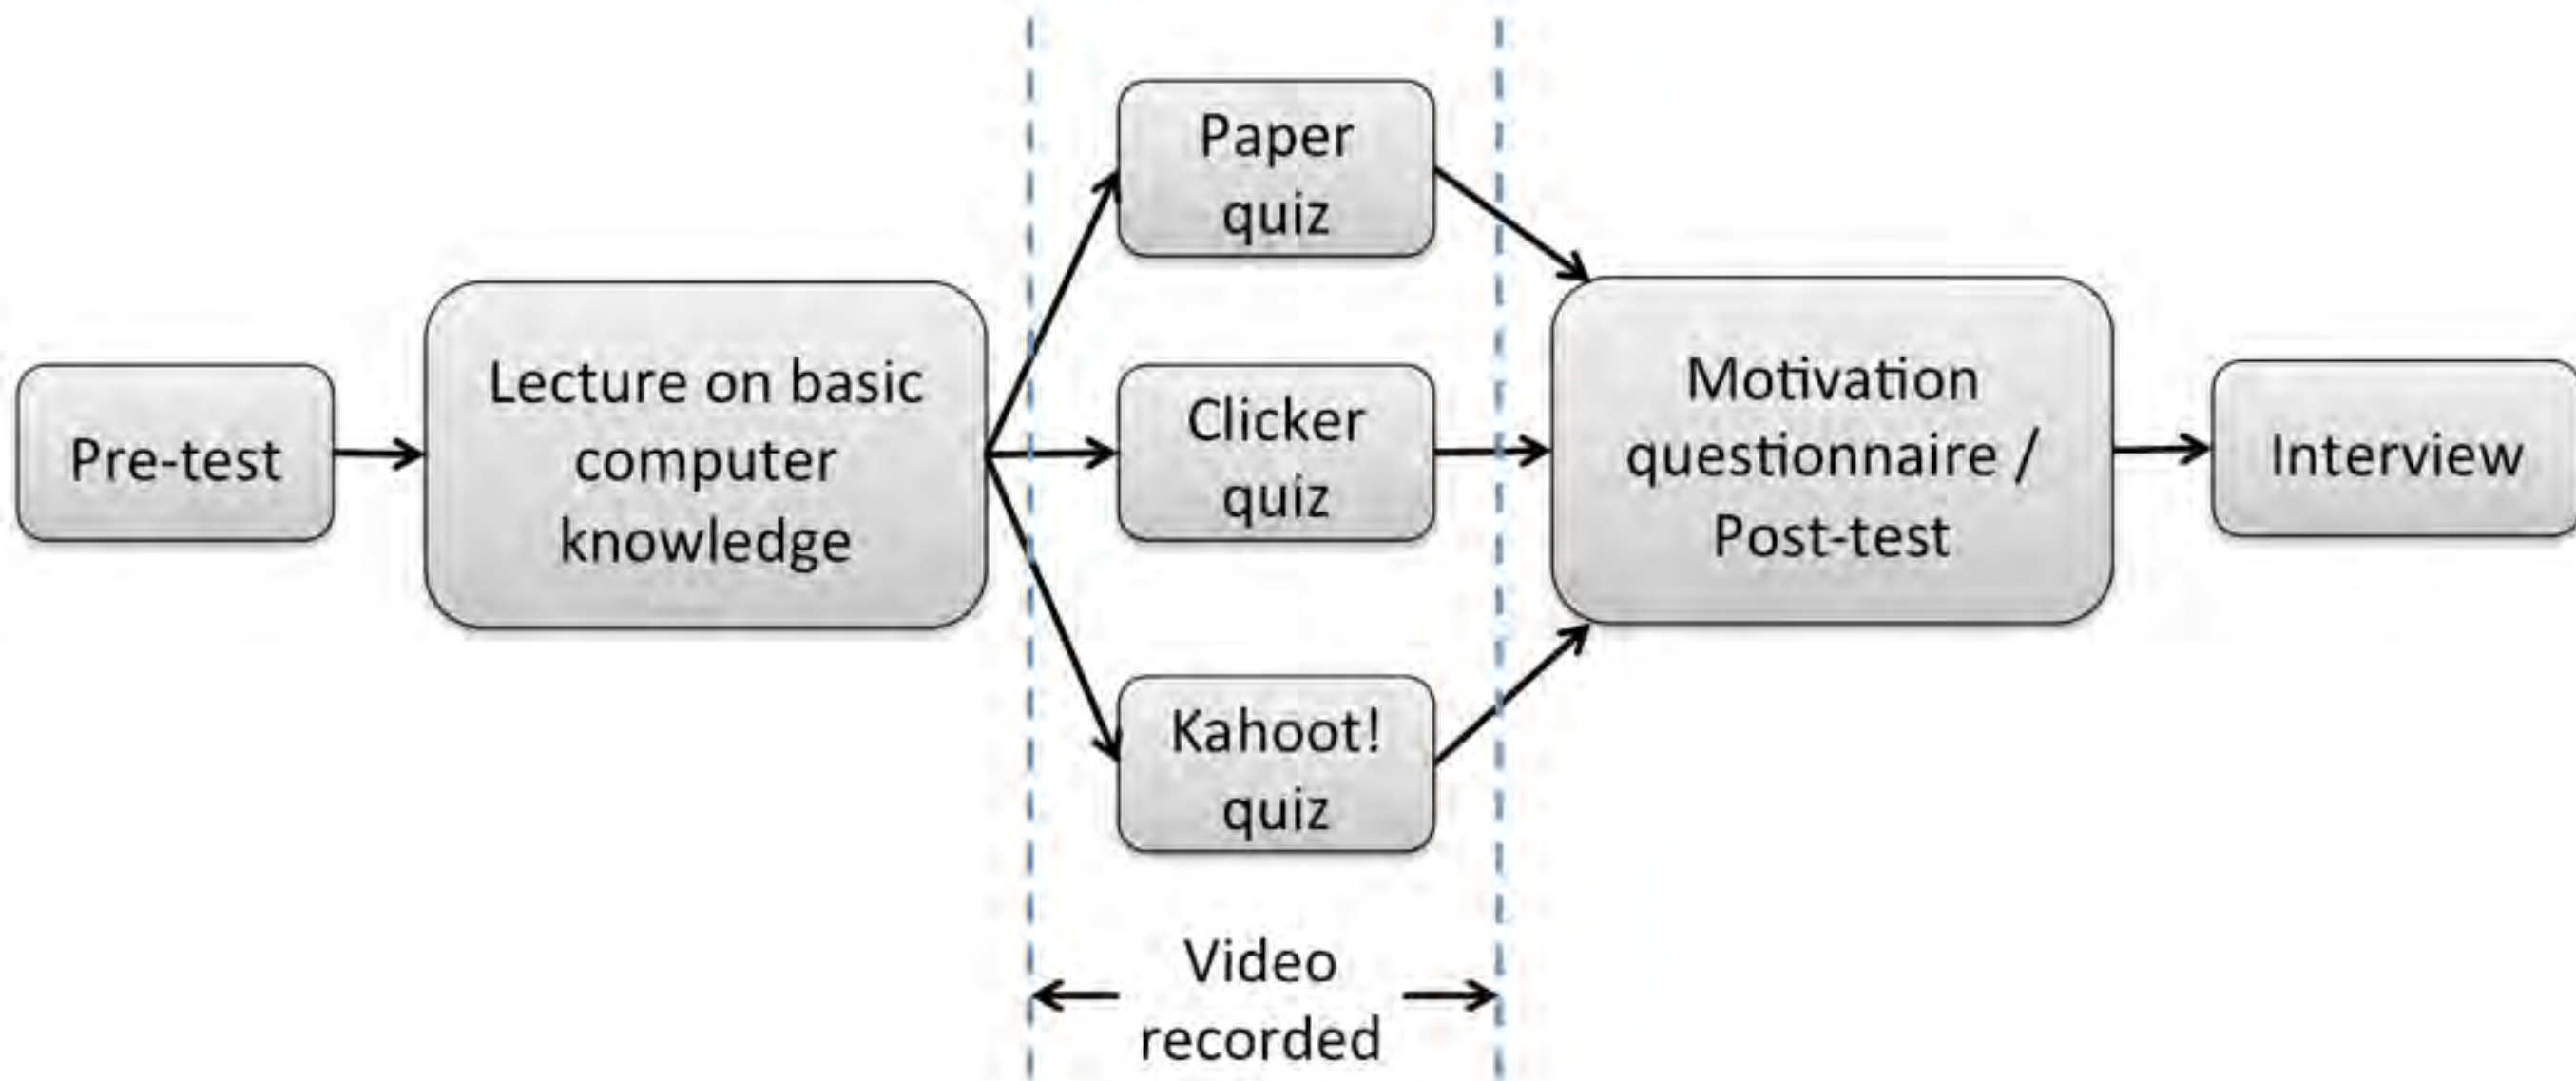 Pre-test
Lecture on basic
computer
knowledge
Paper
quiz
Clicker
quiz
Kahoot!
quiz
Video
recorded
Motivation
questionnaire /
Post-test
Interview